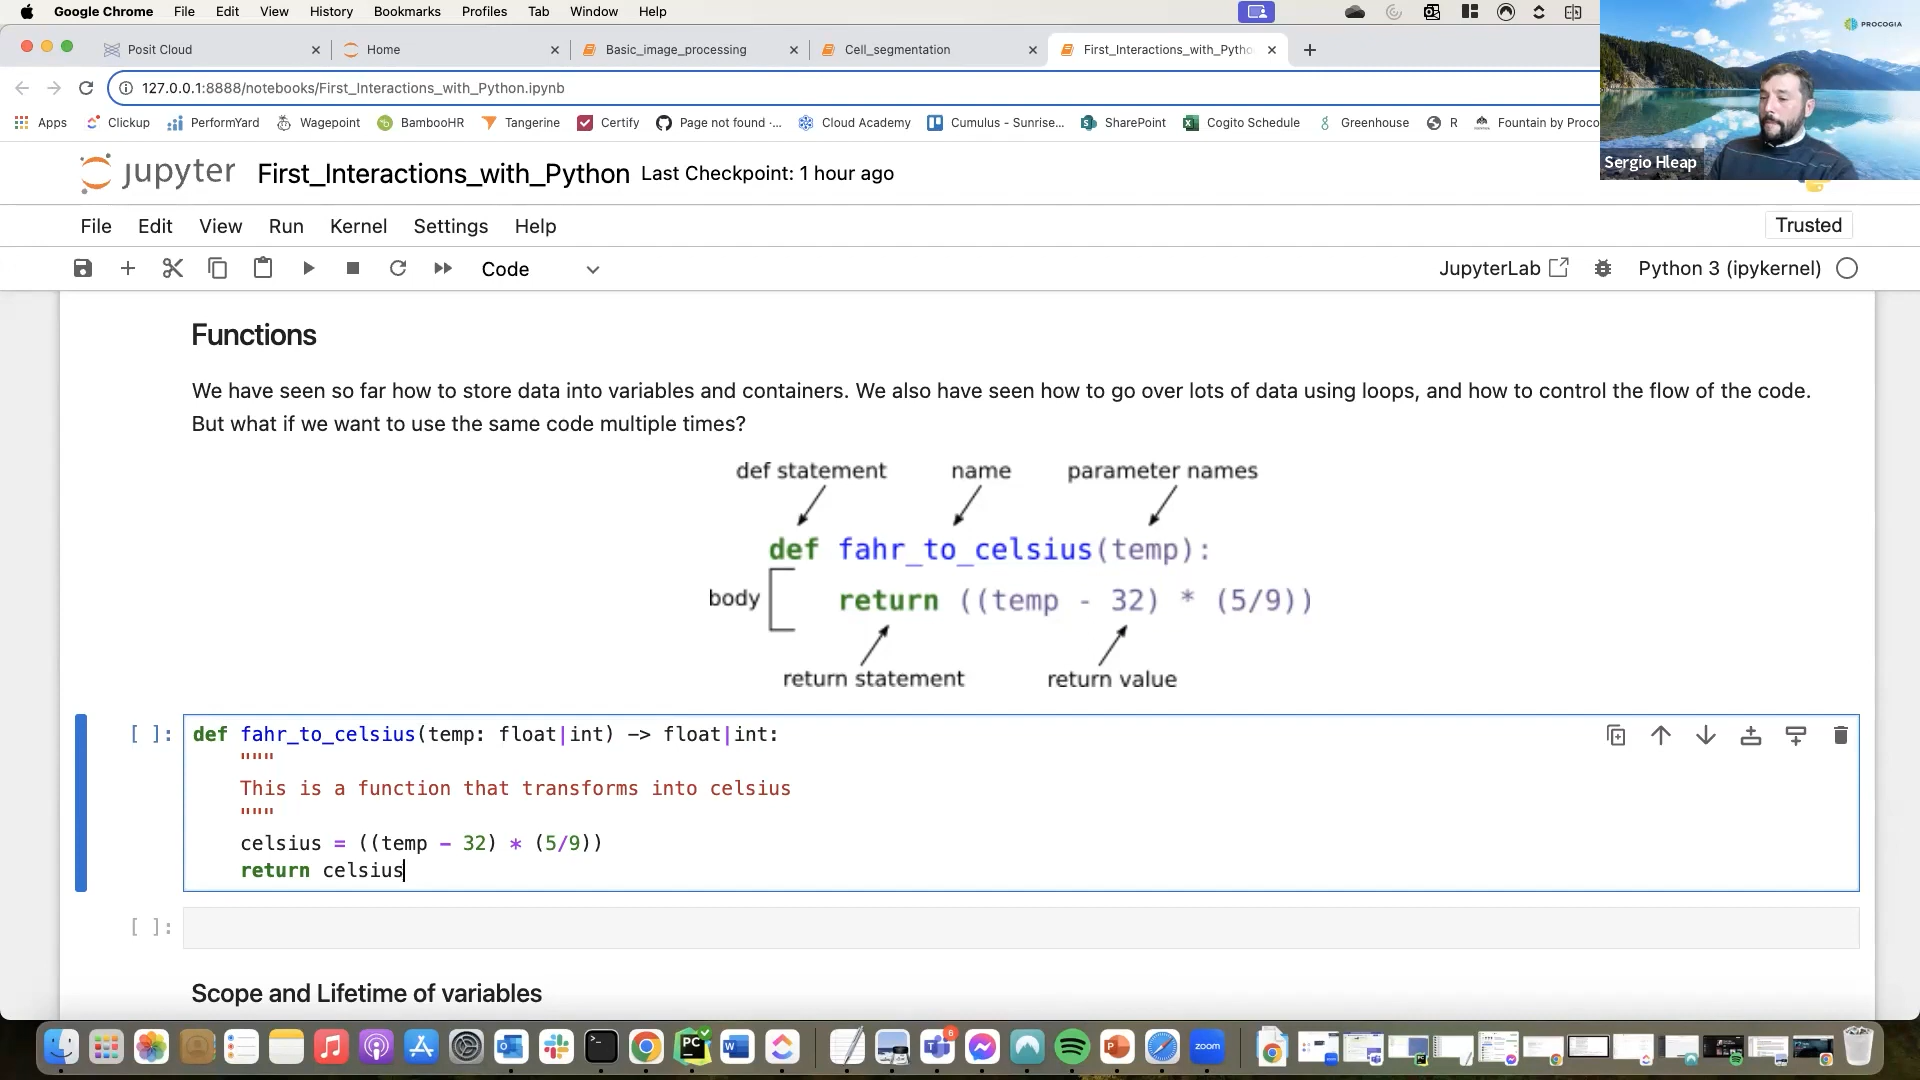 Google Chrome File Edit View History Bookmarks Profiles Tab Window Help
Posit Cloud
Home
Basic_image_processing
Cell_segmentation
First_Interactions_with_Pytho
PROCOGIA
127.0.0.1:8888/notebooks/First_Interactions_with_Python.ipynb
Apps Clickup PerformYard Wagepoint BambooHR Tangerine Certify Page not found ·... Cloud Academy Cumulus - Sunrise... SharePoint Cogito Schedule Greenhouse R Fountain by Proco
Sergio Hleap
jupyter First_Interactions_with_Python Last Checkpoint: 1 hour ago
File Edit View Run Kernel Settings Help
Trusted
Code
JupyterLab
Python 3 (ipykernel)
Functions
We have seen so far how to store data into variables and containers. We also have seen how to go over lots of data using loops, and how to control the flow of the code.
But what if we want to use the same code multiple times?
def statement name parameter names
def fahr_to_celsius(temp):
body return ((temp - 32) * (5/9))
return statement return value
[ ]: def fahr_to_celsius(temp: float|int) -> float|int:
"""
This is a function that transforms into celsius
"""
celsius = ((temp - 32) * (5/9))
return celsius
[ ]:
Scope and Lifetime of variables
PC
6
zoom